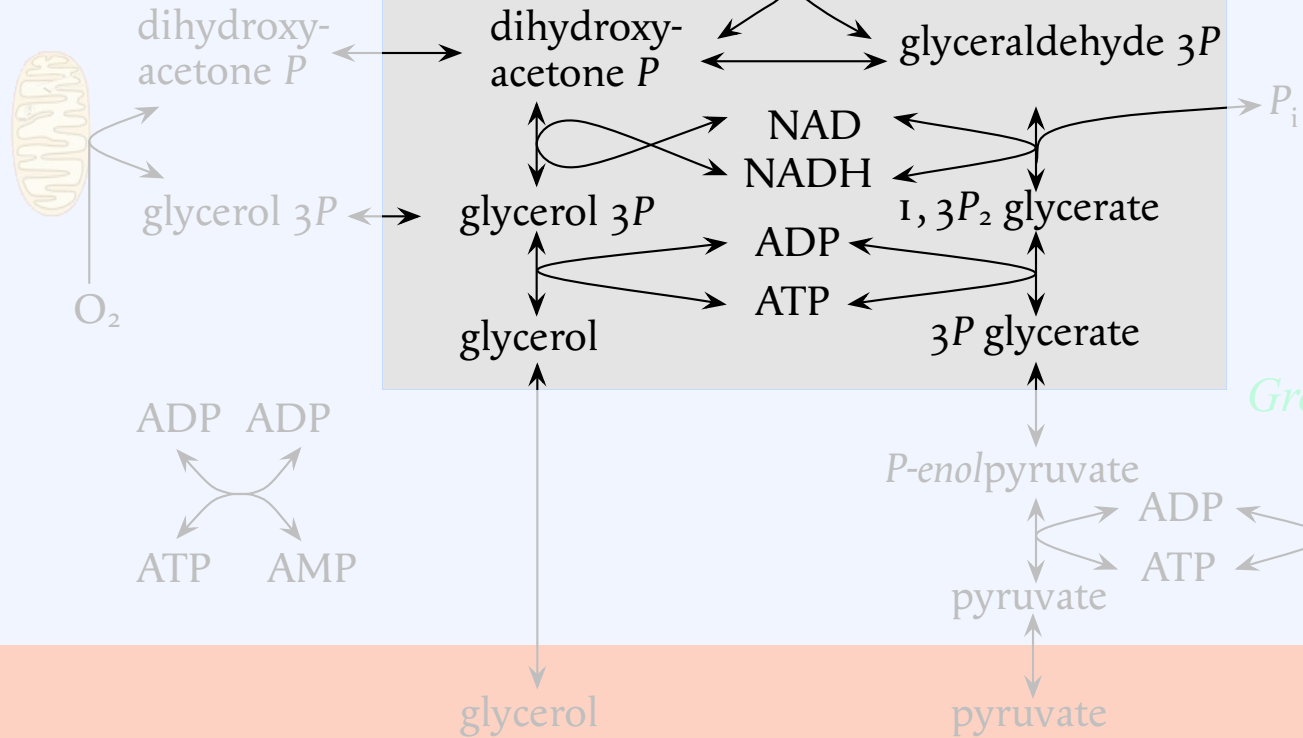 dihydroxy-
acetone P
dihydroxy-
acetone P
glyceraldehyde 3P
Pi
NAD
NADH
glycerol 3P
glycerol 3P
1, 3P₂ glycerate
ADP
ATP
O₂
glycerol
3P glycerate
ADP ADP
ATP AMP
P-enolpyruvate
ADP
ATP
pyruvate
glycerol
pyruvate